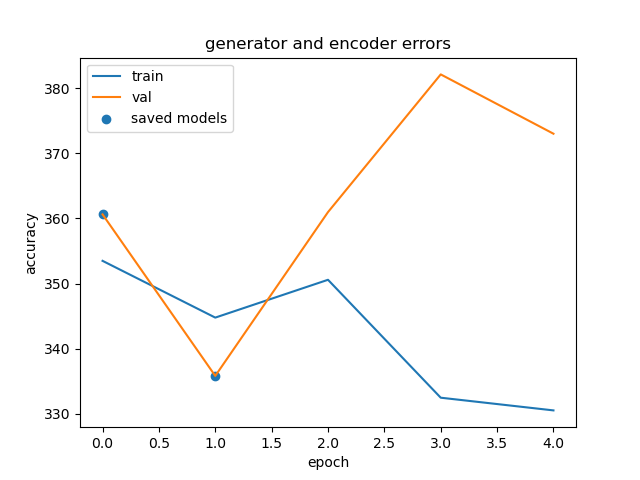 generator and encoder errors
train
val
saved models
accuracy
380
370
360
350
340
330
0.0 0.5 1.0 1.5 2.0 2.5 3.0 3.5 4.0
epoch